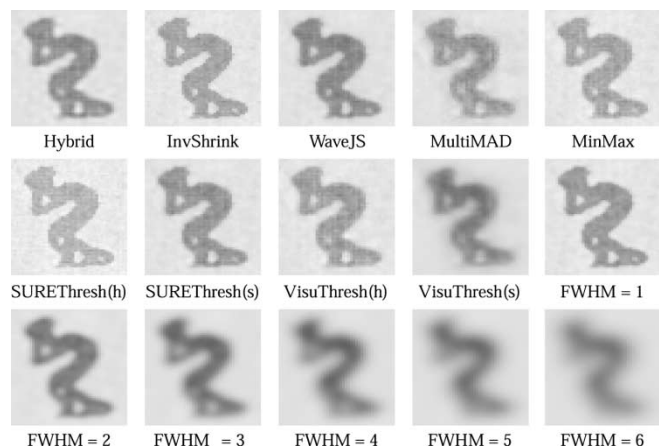 Hybrid InvShrink WaveJS MultiMAD MinMax
SUREThresh(h) SUREThresh(s) VisuThresh(h) VisuThresh(s) FWHM = 1
FWHM = 2 FWHM = 3 FWHM = 4 FWHM = 5 FWHM = 6